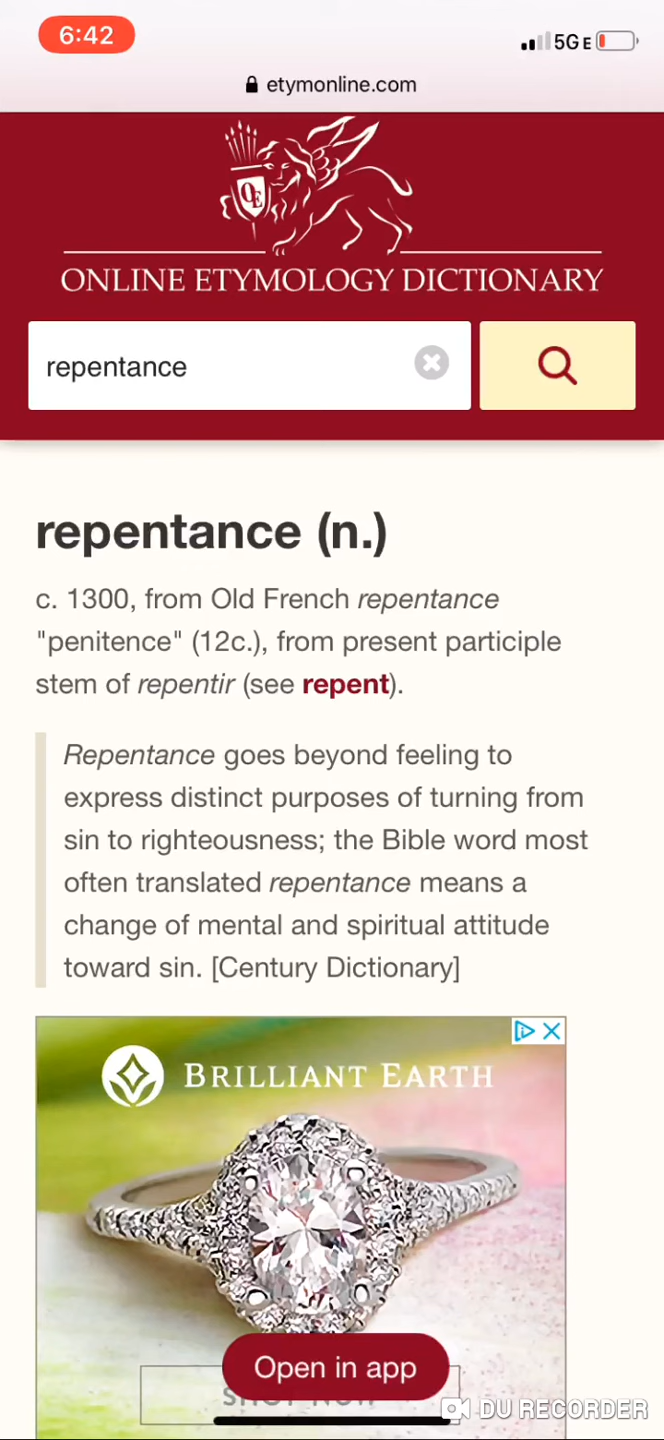 6:42
5G E
etymonline.com
OE
ONLINE ETYMOLOGY DICTIONARY
repentance
repentance (n.)
c. 1300, from Old French repentance
"penitence" (12c.), from present participle
stem of repentir (see repent).
Repentance goes beyond feeling to
express distinct purposes of turning from
sin to righteousness; the Bible word most
often translated repentance means a
change of mental and spiritual attitude
toward sin. [Century Dictionary]
BRILLIANT EARTH
Open in app
SHOP NOW
DU RECORDER